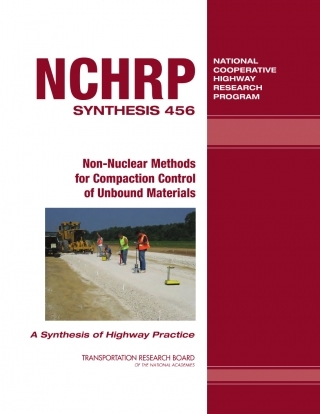 NCHRP
SYNTHESIS 456
NATIONAL
COOPERATIVE
HIGHWAY
RESEARCH
PROGRAM
Non-Nuclear Methods
for Compaction Control
of Unbound Materials
A Synthesis of Highway Practice
TRANSPORTATION RESEARCH BOARD
OF THE NATIONAL ACADEMIES